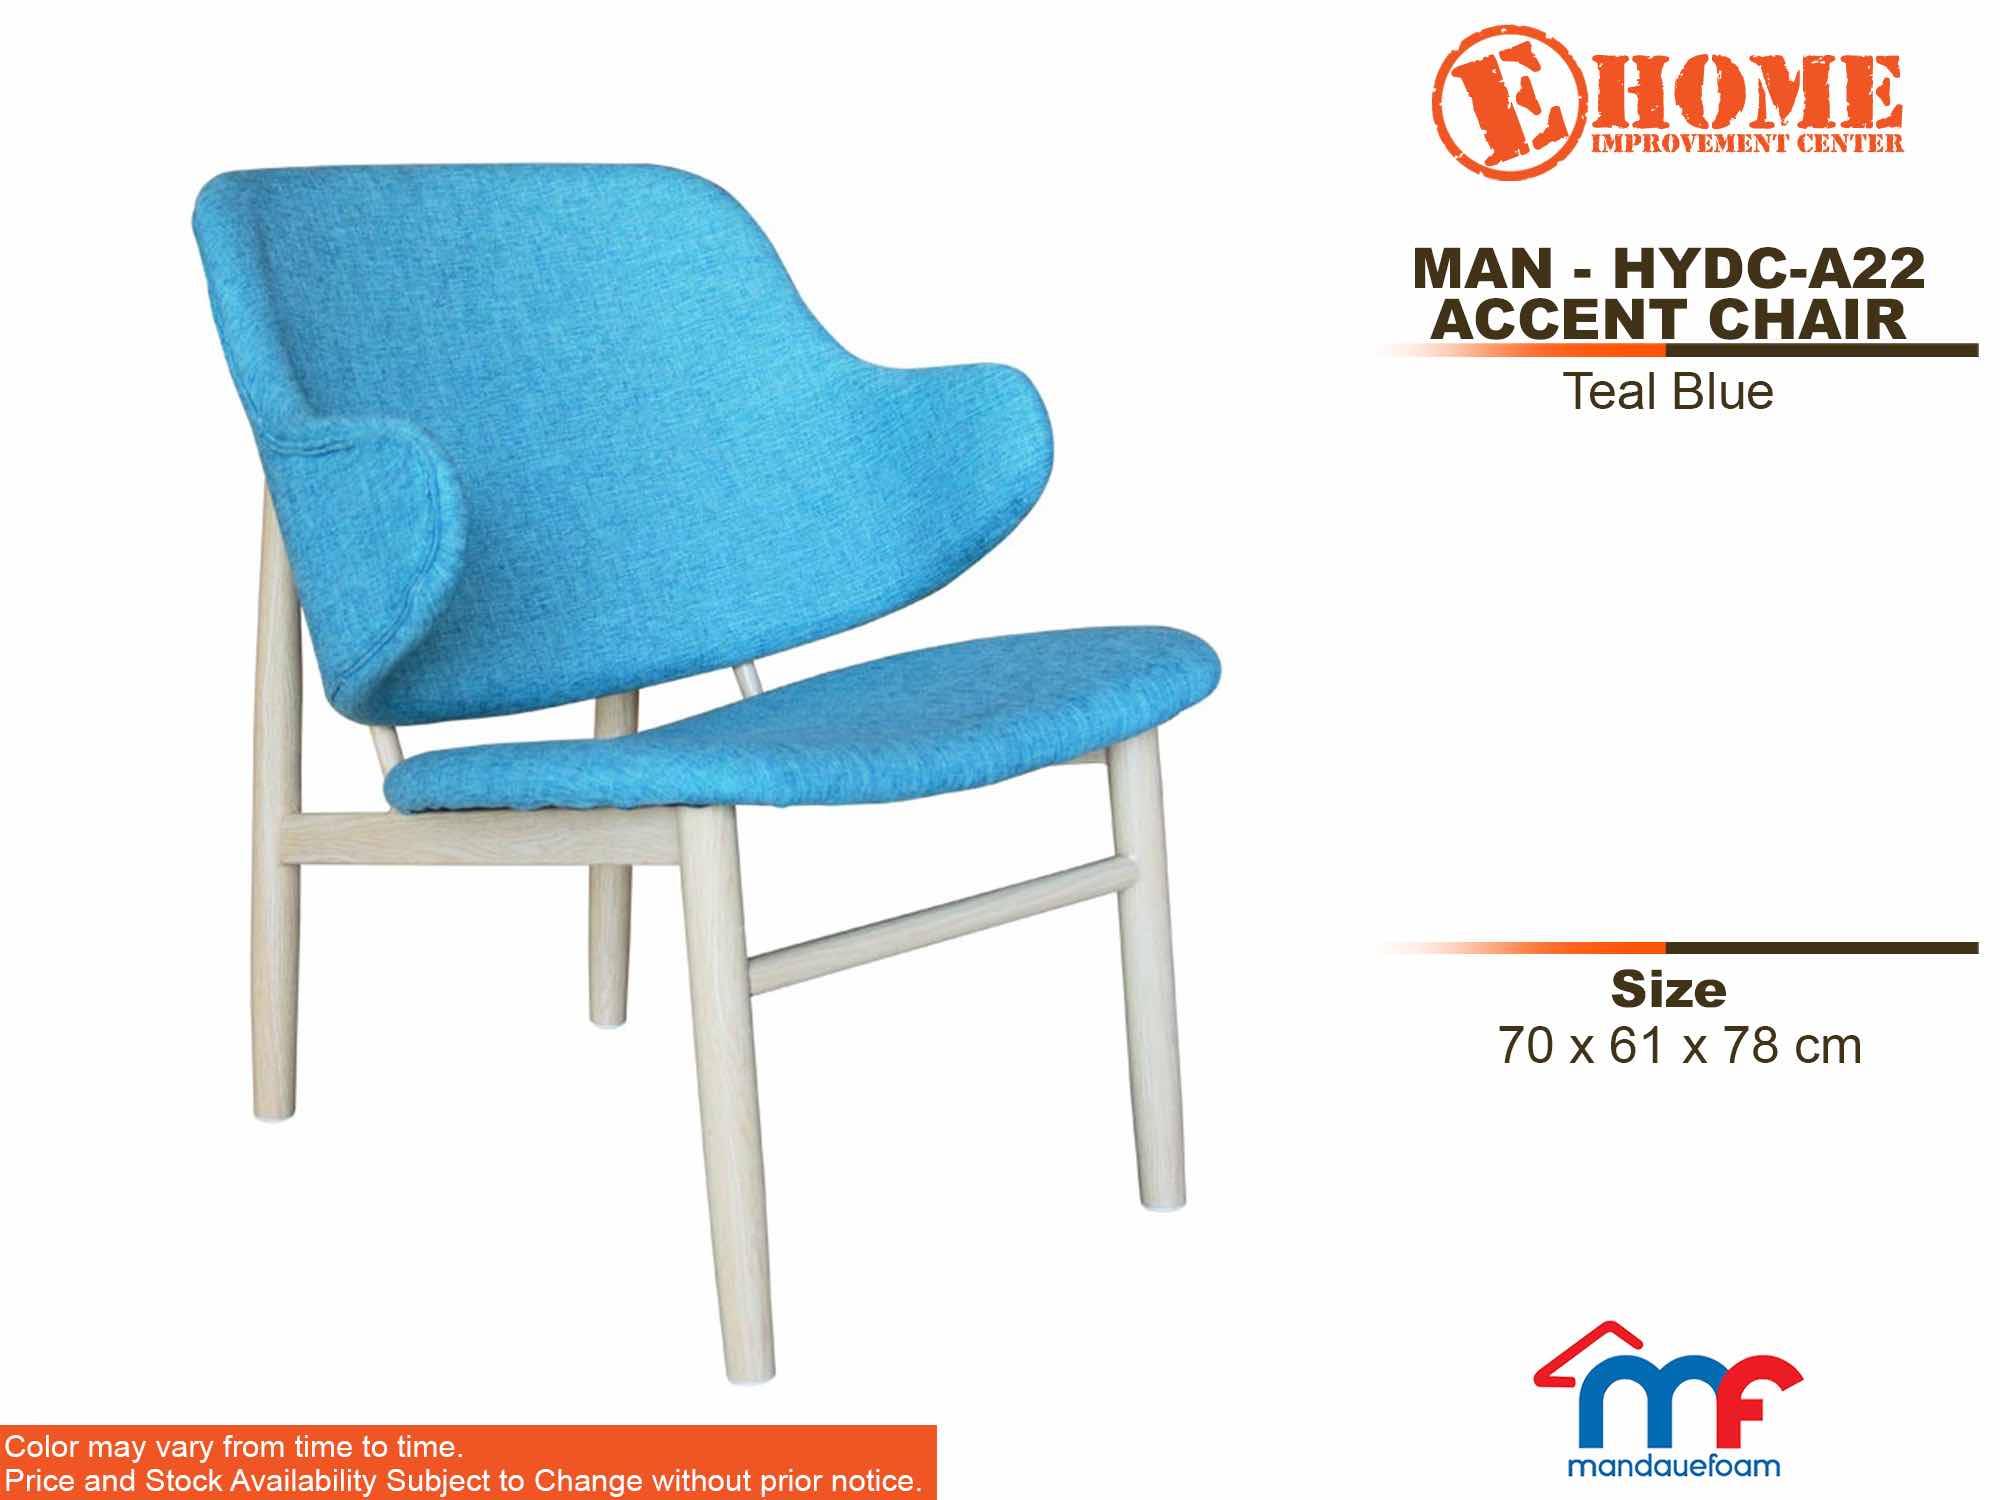 E HOME
IMPROVEMENT CENTER
MAN - HYDC-A22
ACCENT CHAIR
Teal Blue
Size
70 x 61 x 78 cm
mf
mandauefoam
Color may vary from time to time.
Price and Stock Availability Subject to Change without prior notice.